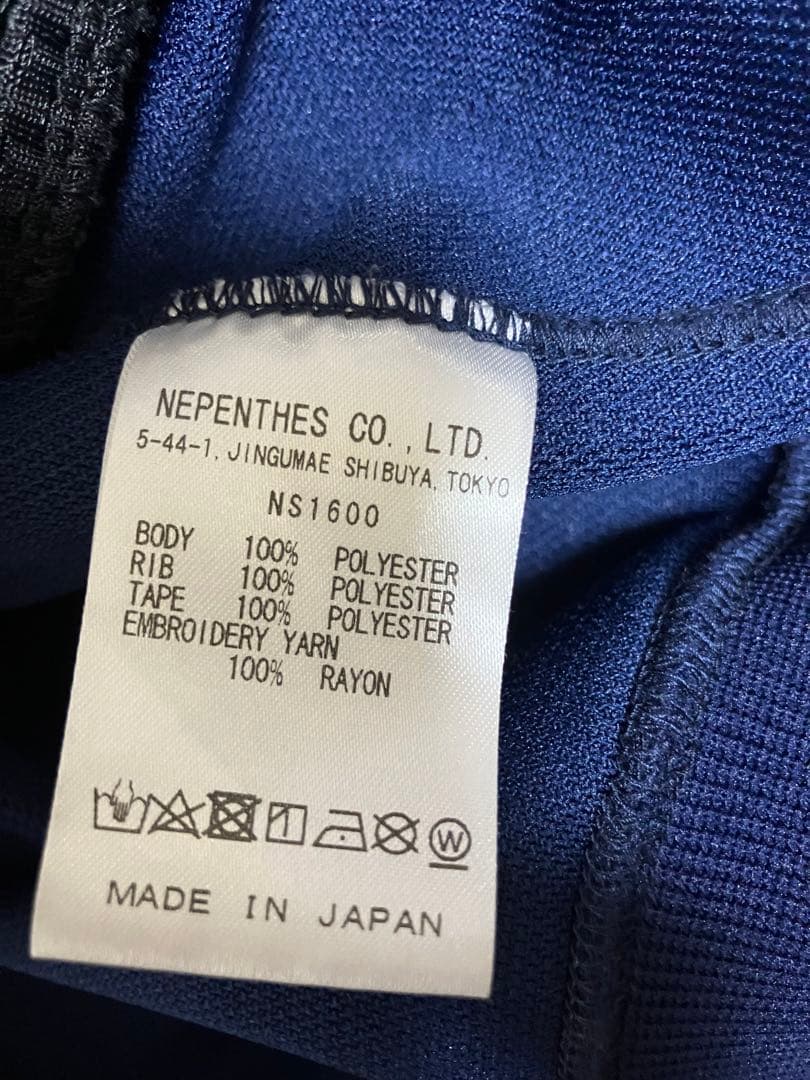 NEPENTHES CO., LTD.
5-44-1, JINGUMAE SHIBUYA, TOKYO
NS1600
BODY 100% POLYESTER
RIB 100% POLYESTER
TAPE 100% POLYESTER
EMBROIDERY YARN
100% RAYON
W
MADE IN JAPAN